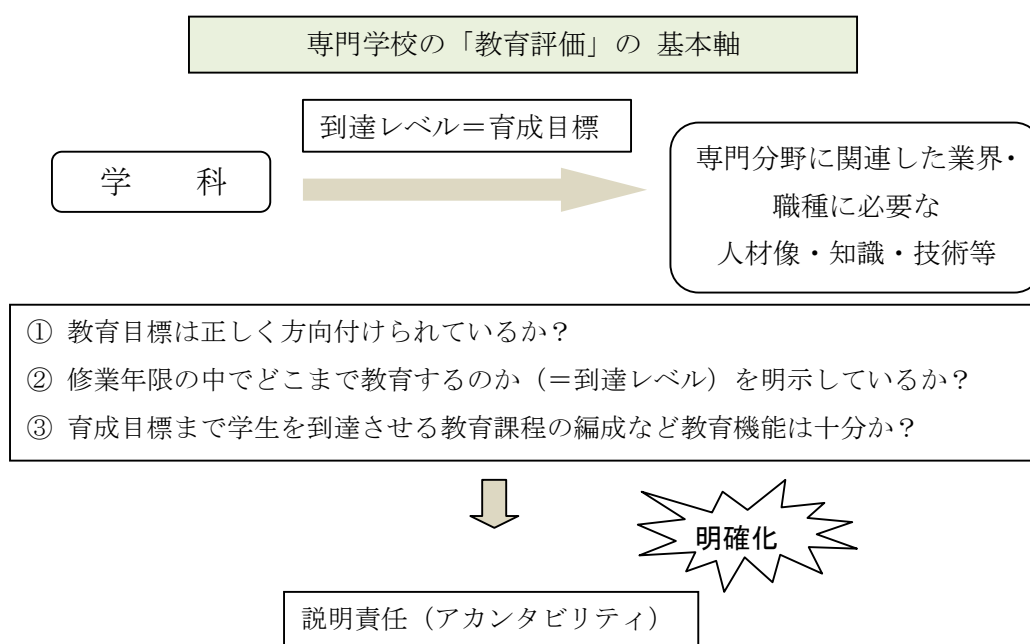 専門学校の「教育評価」の 基本軸
到達レベル＝育成目標
学　　科
専門分野に関連した業界・
職種に必要な
人材像・知識・技術等
① 教育目標は正しく方向付けられているか？
② 修業年限の中でどこまで教育するのか（＝到達レベル）を明示しているか？
③ 育成目標まで学生を到達させる教育課程の編成など教育機能は十分か？
明確化
説明責任（アカンタビリティ）